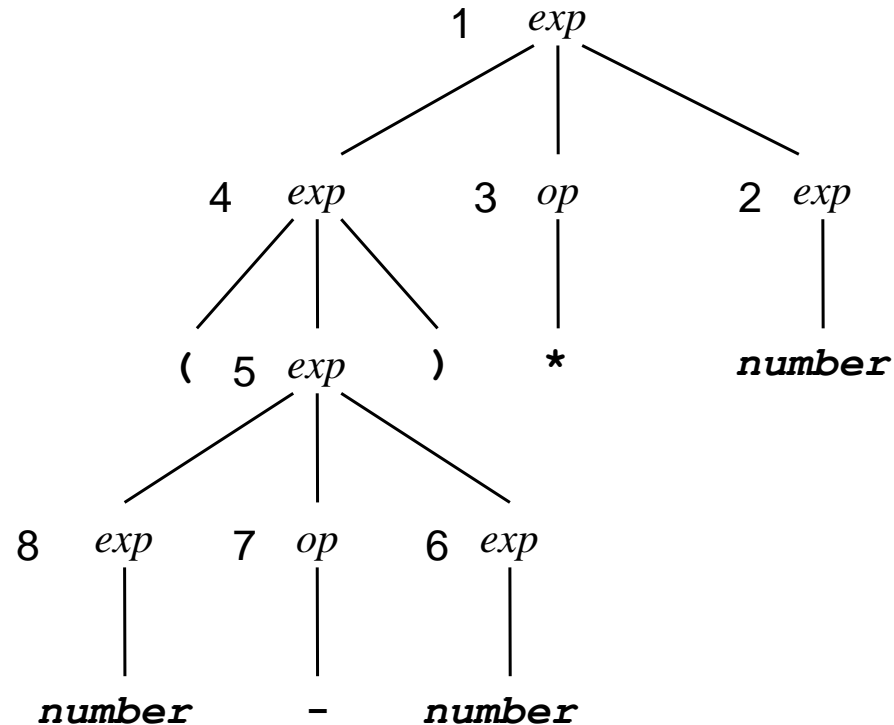 1 exp
4 exp 3 op 2 exp
( 5 exp ) * number
8 exp 7 op 6 exp
number - number